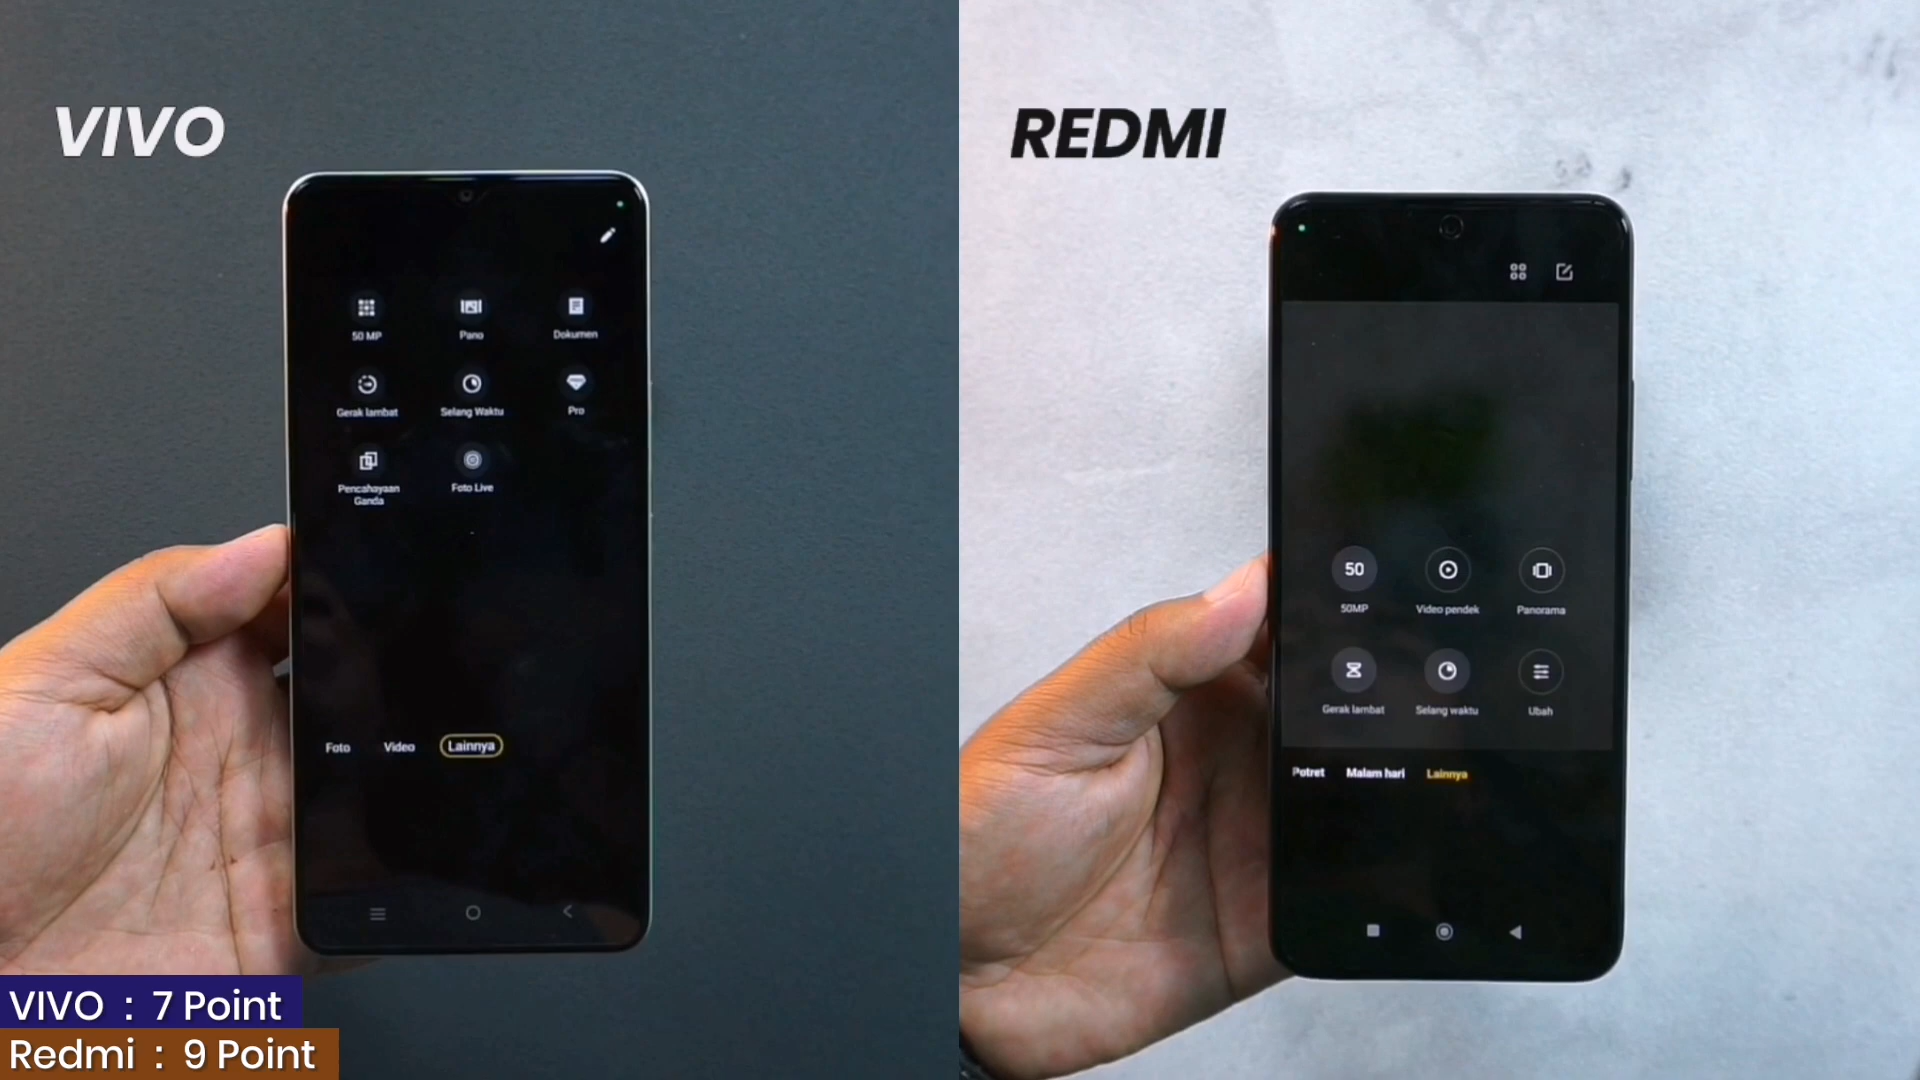 VIVO
50 MP
Pano
Dokumen
Gerak lambat
Selang Waktu
Pro
Pencahayaan
Ganda
Foto Live
Foto
Video
Lainnya
REDMI
50
50MP
Video pendek
Panorama
Gerak lambat
Selang waktu
Ubah
Potret
Malam hari
Lainnya
VIVO : 7 Point
Redmi : 9 Point